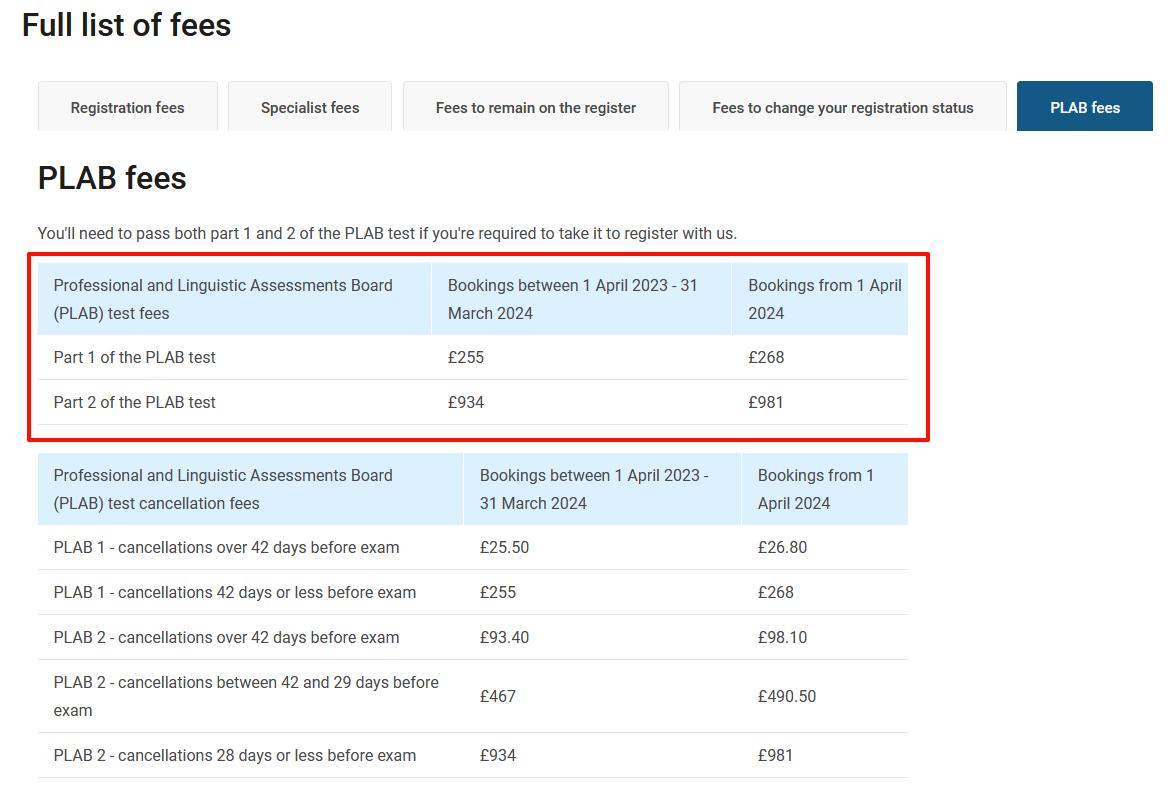 Full list of fees
Registration fees
Specialist fees
Fees to remain on the register
Fees to change your registration status
PLAB fees
PLAB fees
You'll need to pass both part 1 and 2 of the PLAB test if you're required to take it to register with us.
Professional and Linguistic Assessments Board (PLAB) test fees Bookings between 1 April 2023 - 31 March 2024 Bookings from 1 April 2024
Part 1 of the PLAB test £255 £268
Part 2 of the PLAB test £934 £981
Professional and Linguistic Assessments Board (PLAB) test cancellation fees Bookings between 1 April 2023 - 31 March 2024 Bookings from 1 April 2024
PLAB 1 - cancellations over 42 days before exam £25.50 £26.80
PLAB 1 - cancellations 42 days or less before exam £255 £268
PLAB 2 - cancellations over 42 days before exam £93.40 £98.10
PLAB 2 - cancellations between 42 and 29 days before exam £467 £490.50
PLAB 2 - cancellations 28 days or less before exam £934 £981